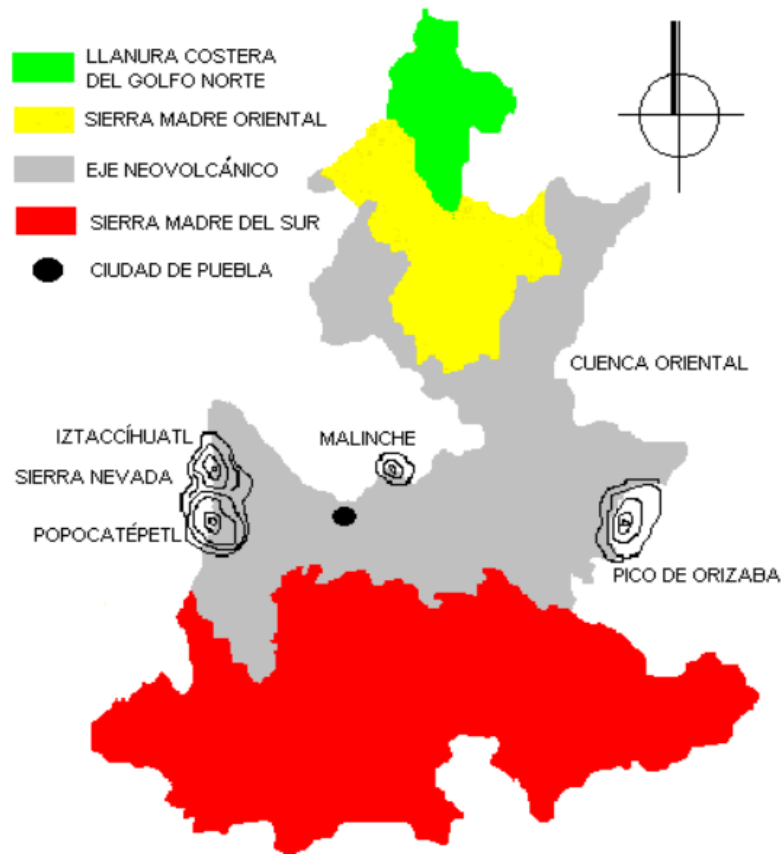 LLANURA COSTERA
DEL GOLFO NORTE
SIERRA MADRE ORIENTAL
EJE NEOVOLCÁNICO
SIERRA MADRE DEL SUR
CIUDAD DE PUEBLA
CUENCA ORIENTAL
IZTACCÍHUATL
MALINCHE
SIERRA NEVADA
POPOCATÉPETL
PICO DE ORIZABA